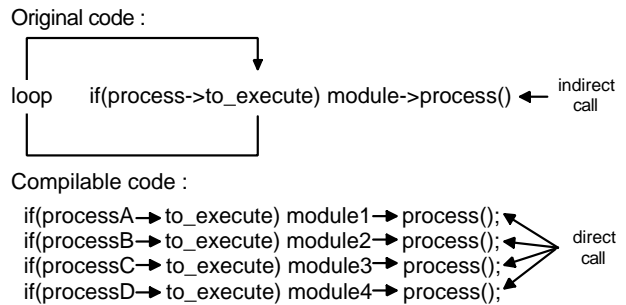 Original code :
loop if(process->to_execute) module->process()
indirect
call
Compilable code :
if(processA→ to_execute) module1→ process();
if(processB→ to_execute) module2→ process();
if(processC→ to_execute) module3→ process();
if(processD→ to_execute) module4→ process();
direct
call